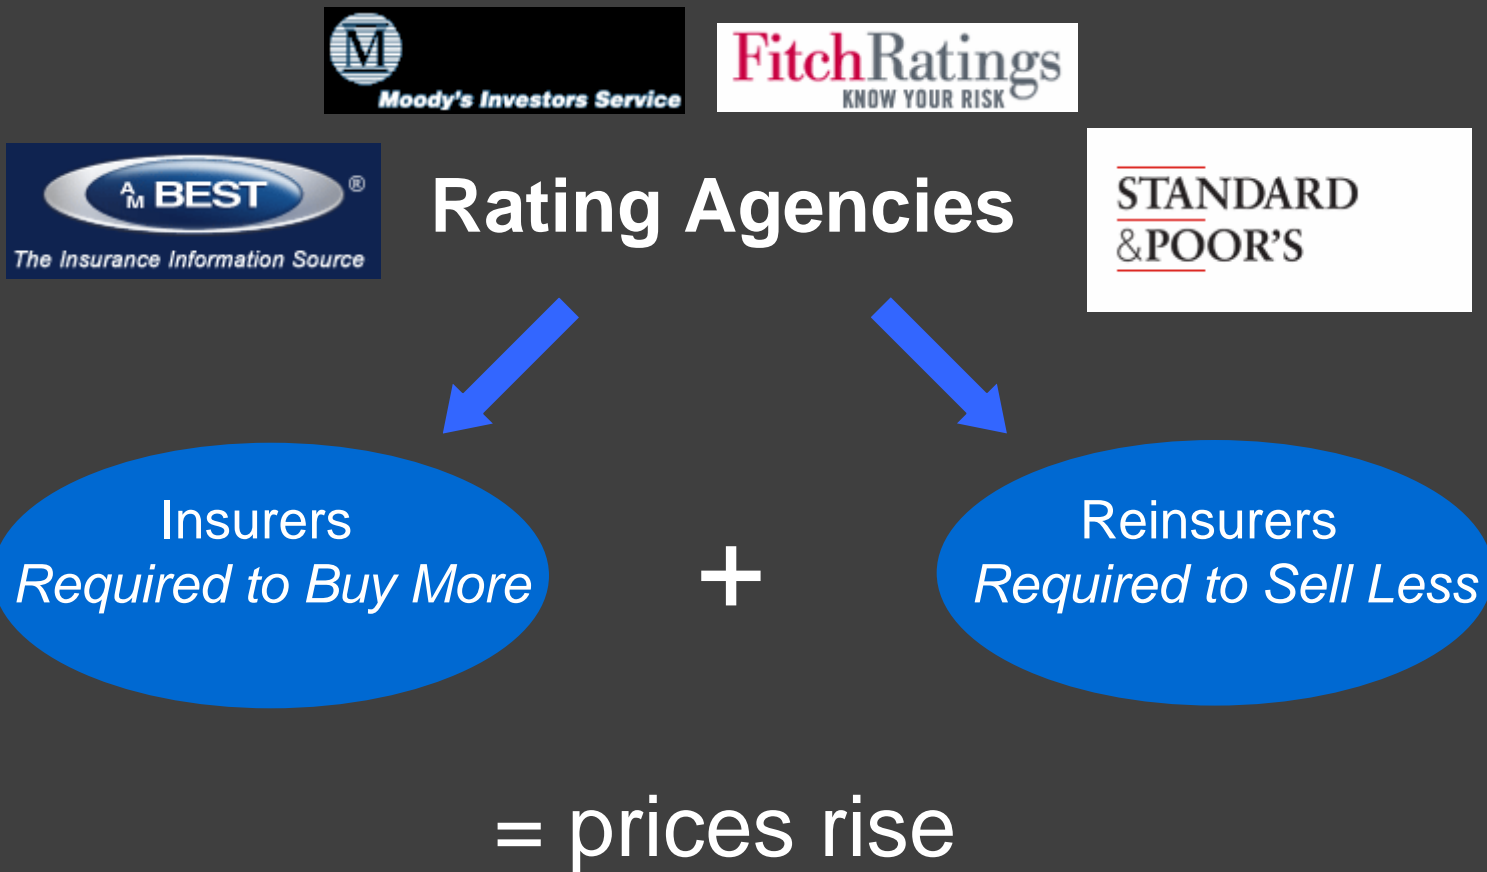 Moody's Investors Service
FitchRatings
KNOW YOUR RISK
AM BEST ®
The Insurance Information Source
Rating Agencies
STANDARD
&POOR'S
Insurers
Required to Buy More
+
Reinsurers
Required to Sell Less
= prices rise